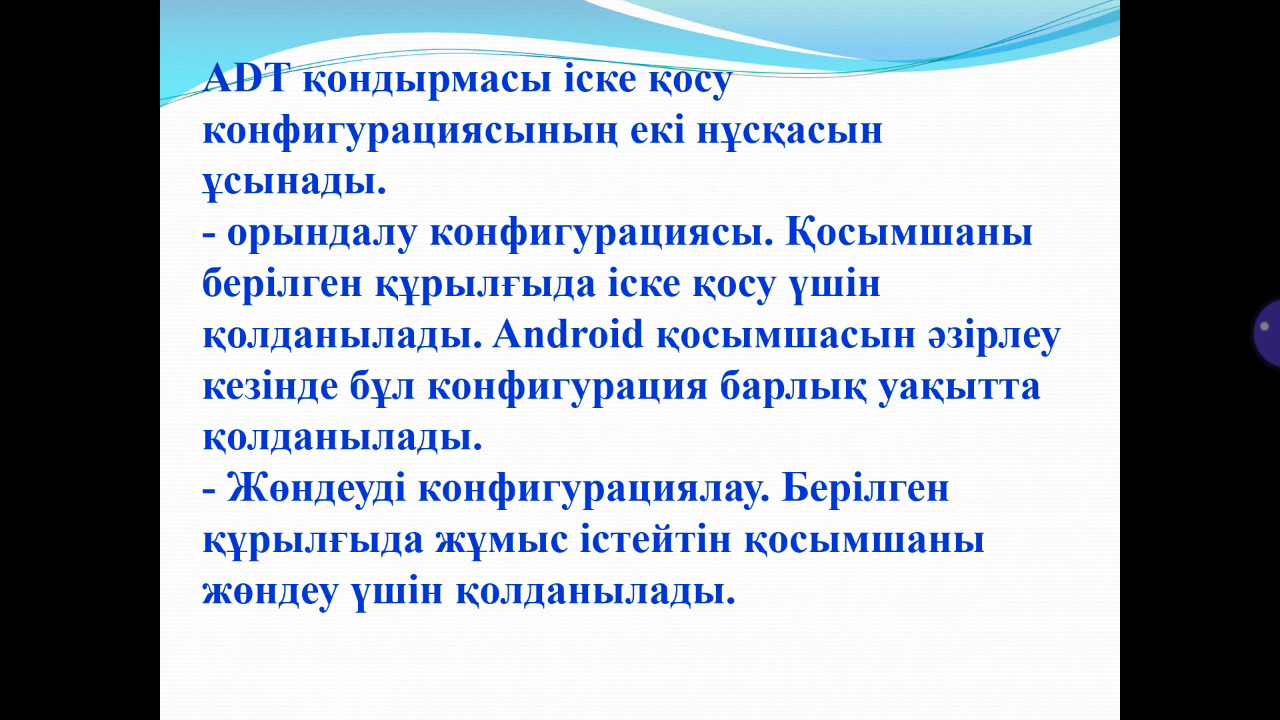 ADT қондырмасы іске қосу
конфигурациясының екі нұсқасын
ұсынады.
- орындалу конфигурациясы. Қосымшаны
берілген құрылғыда іске қосу үшін
қолданылады. Android қосымшасын әзірлеу
кезінде бұл конфигурация барлық уақытта
қолданылады.
- Жөндеуді конфигурациялау. Берілген
құрылғыда жұмыс істейтін қосымшаны
жөндеу үшін қолданылады.